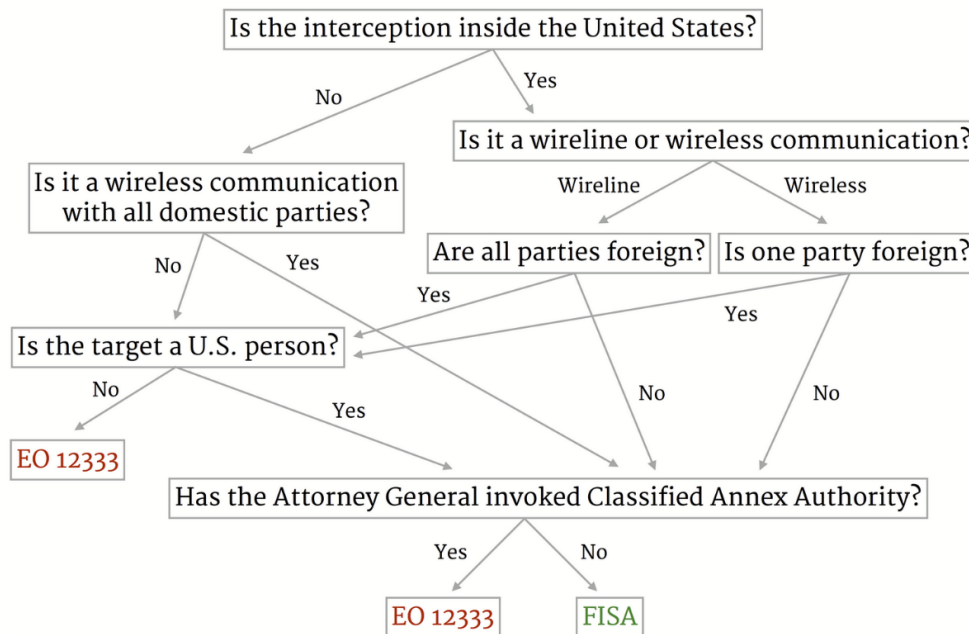 Is the interception inside the United States?
No
Yes
Is it a wireline or wireless communication?
Is it a wireless communication
with all domestic parties?
Wireline
Wireless
Are all parties foreign?
Is one party foreign?
No
Yes
Yes
Yes
Is the target a U.S. person?
No
Yes
No
No
EO 12333
Has the Attorney General invoked Classified Annex Authority?
Yes
No
EO 12333
FISA